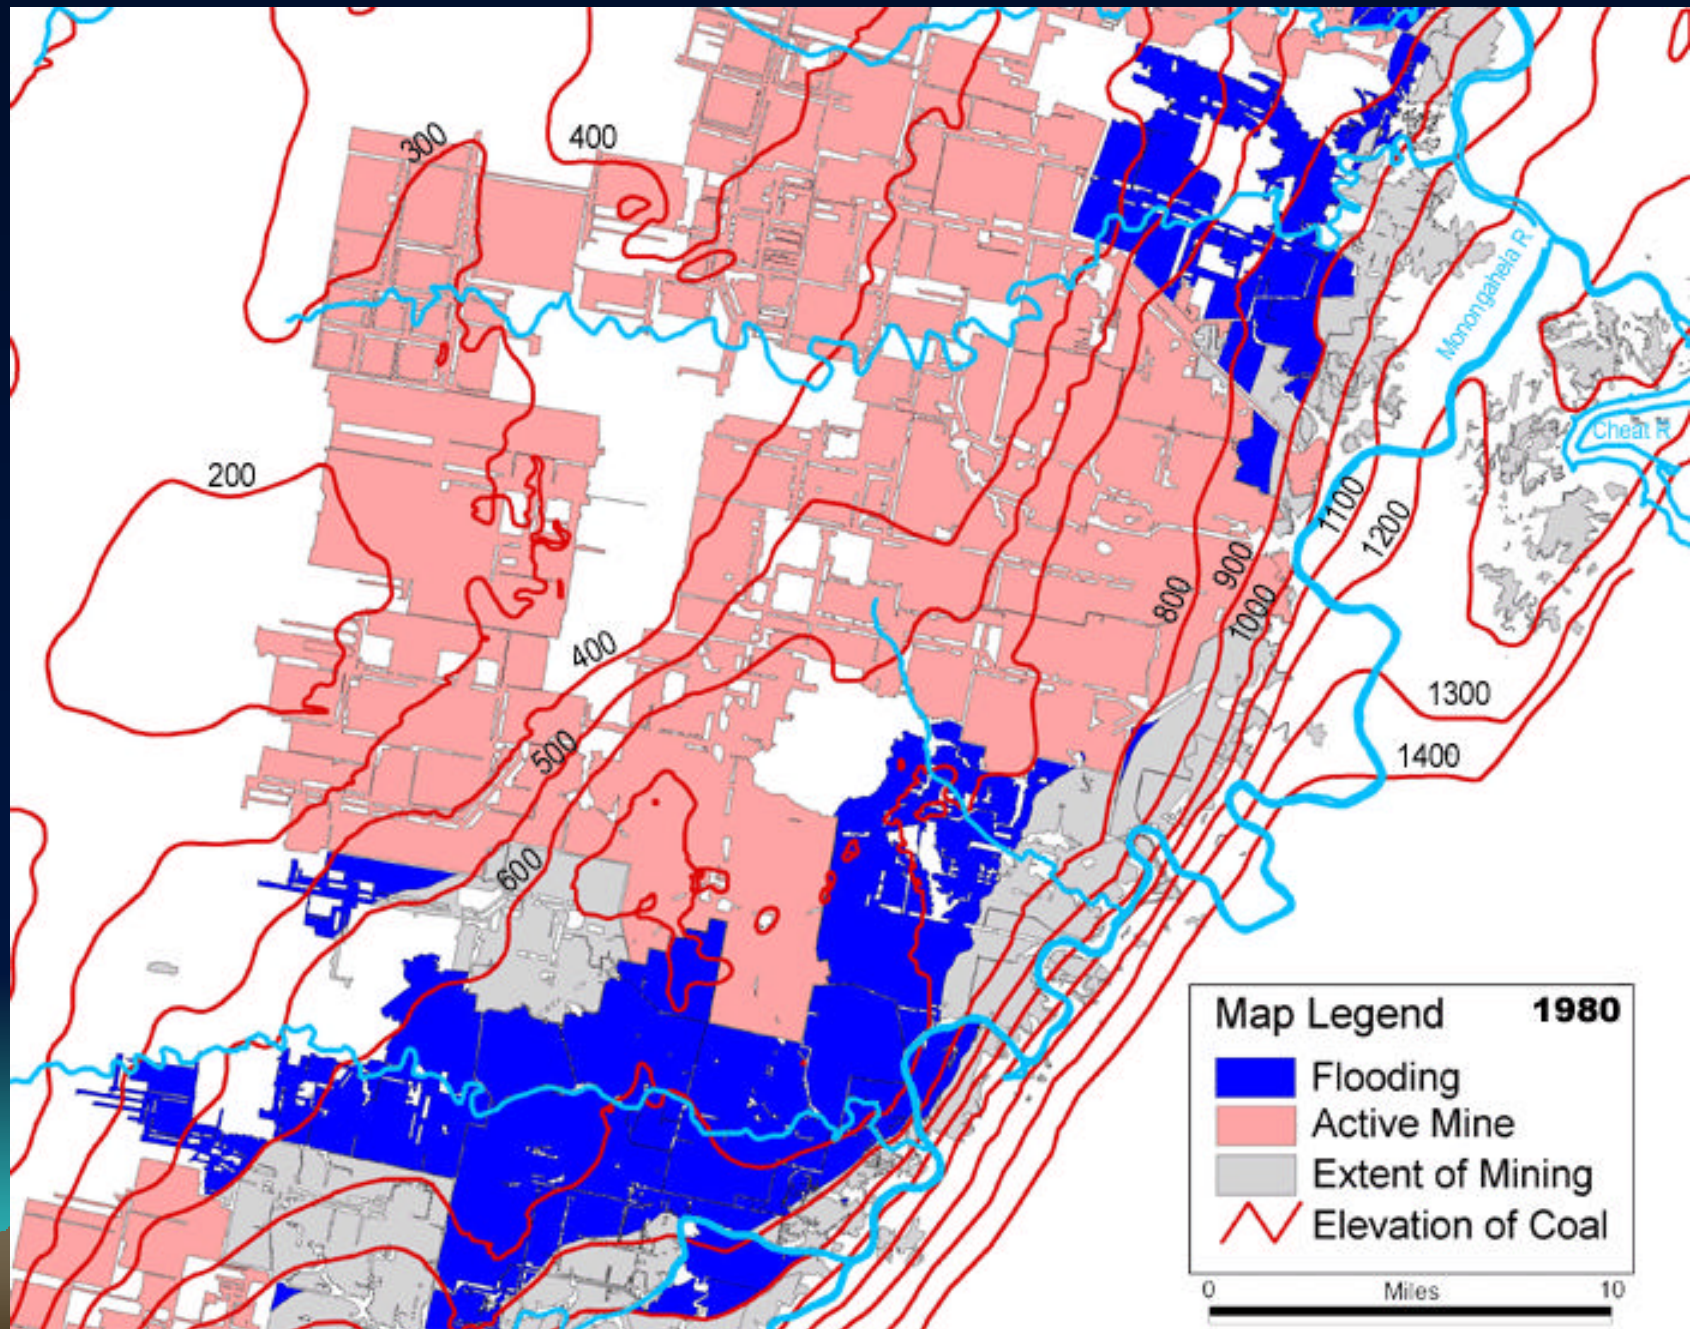 300
400
Monongahela R
Cheat R
200
1100
1200
900
800
1000
400
1300
500
1400
600
Map Legend 1980
Flooding
Active Mine
Extent of Mining
Elevation of Coal
0 Miles 10